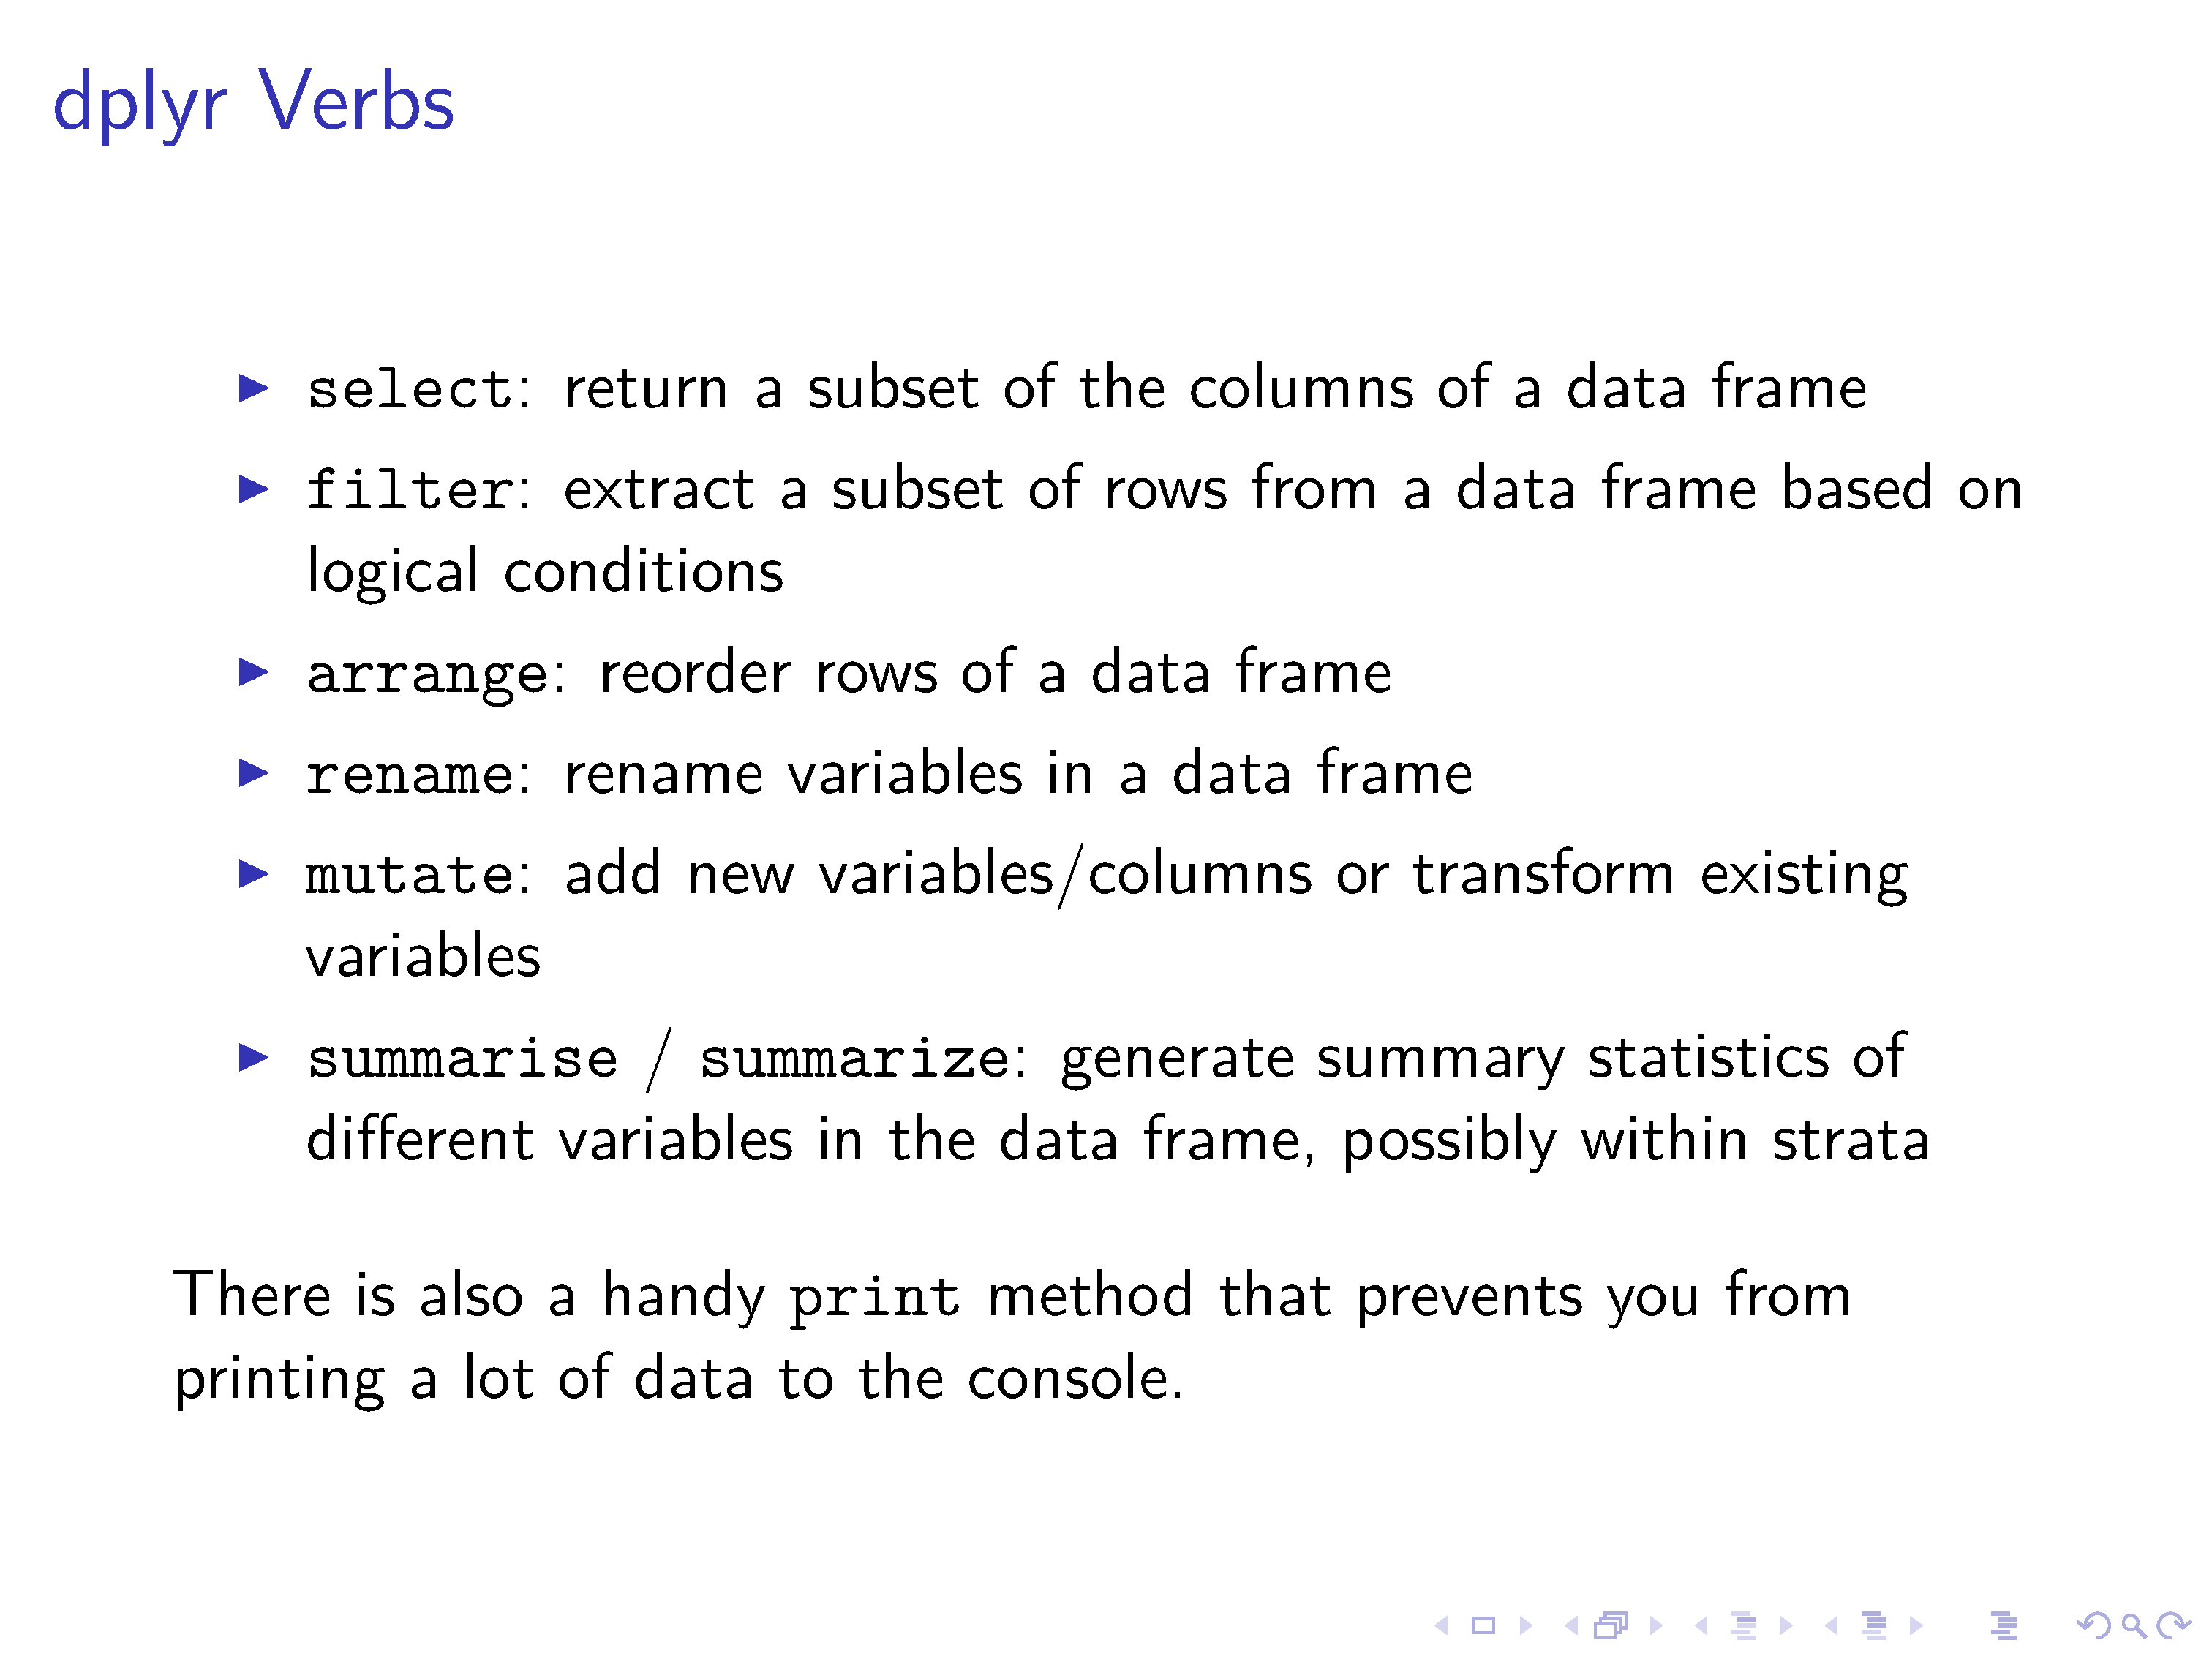 dplyr Verbs
select: return a subset of the columns of a data frame
filter: extract a subset of rows from a data frame based on
logical conditions
arrange: reorder rows of a data frame
rename: rename variables in a data frame
mutate: add new variables/columns or transform existing
variables
summarise / summarize: generate summary statistics of
different variables in the data frame, possibly within strata
There is also a handy print method that prevents you from
printing a lot of data to the console.